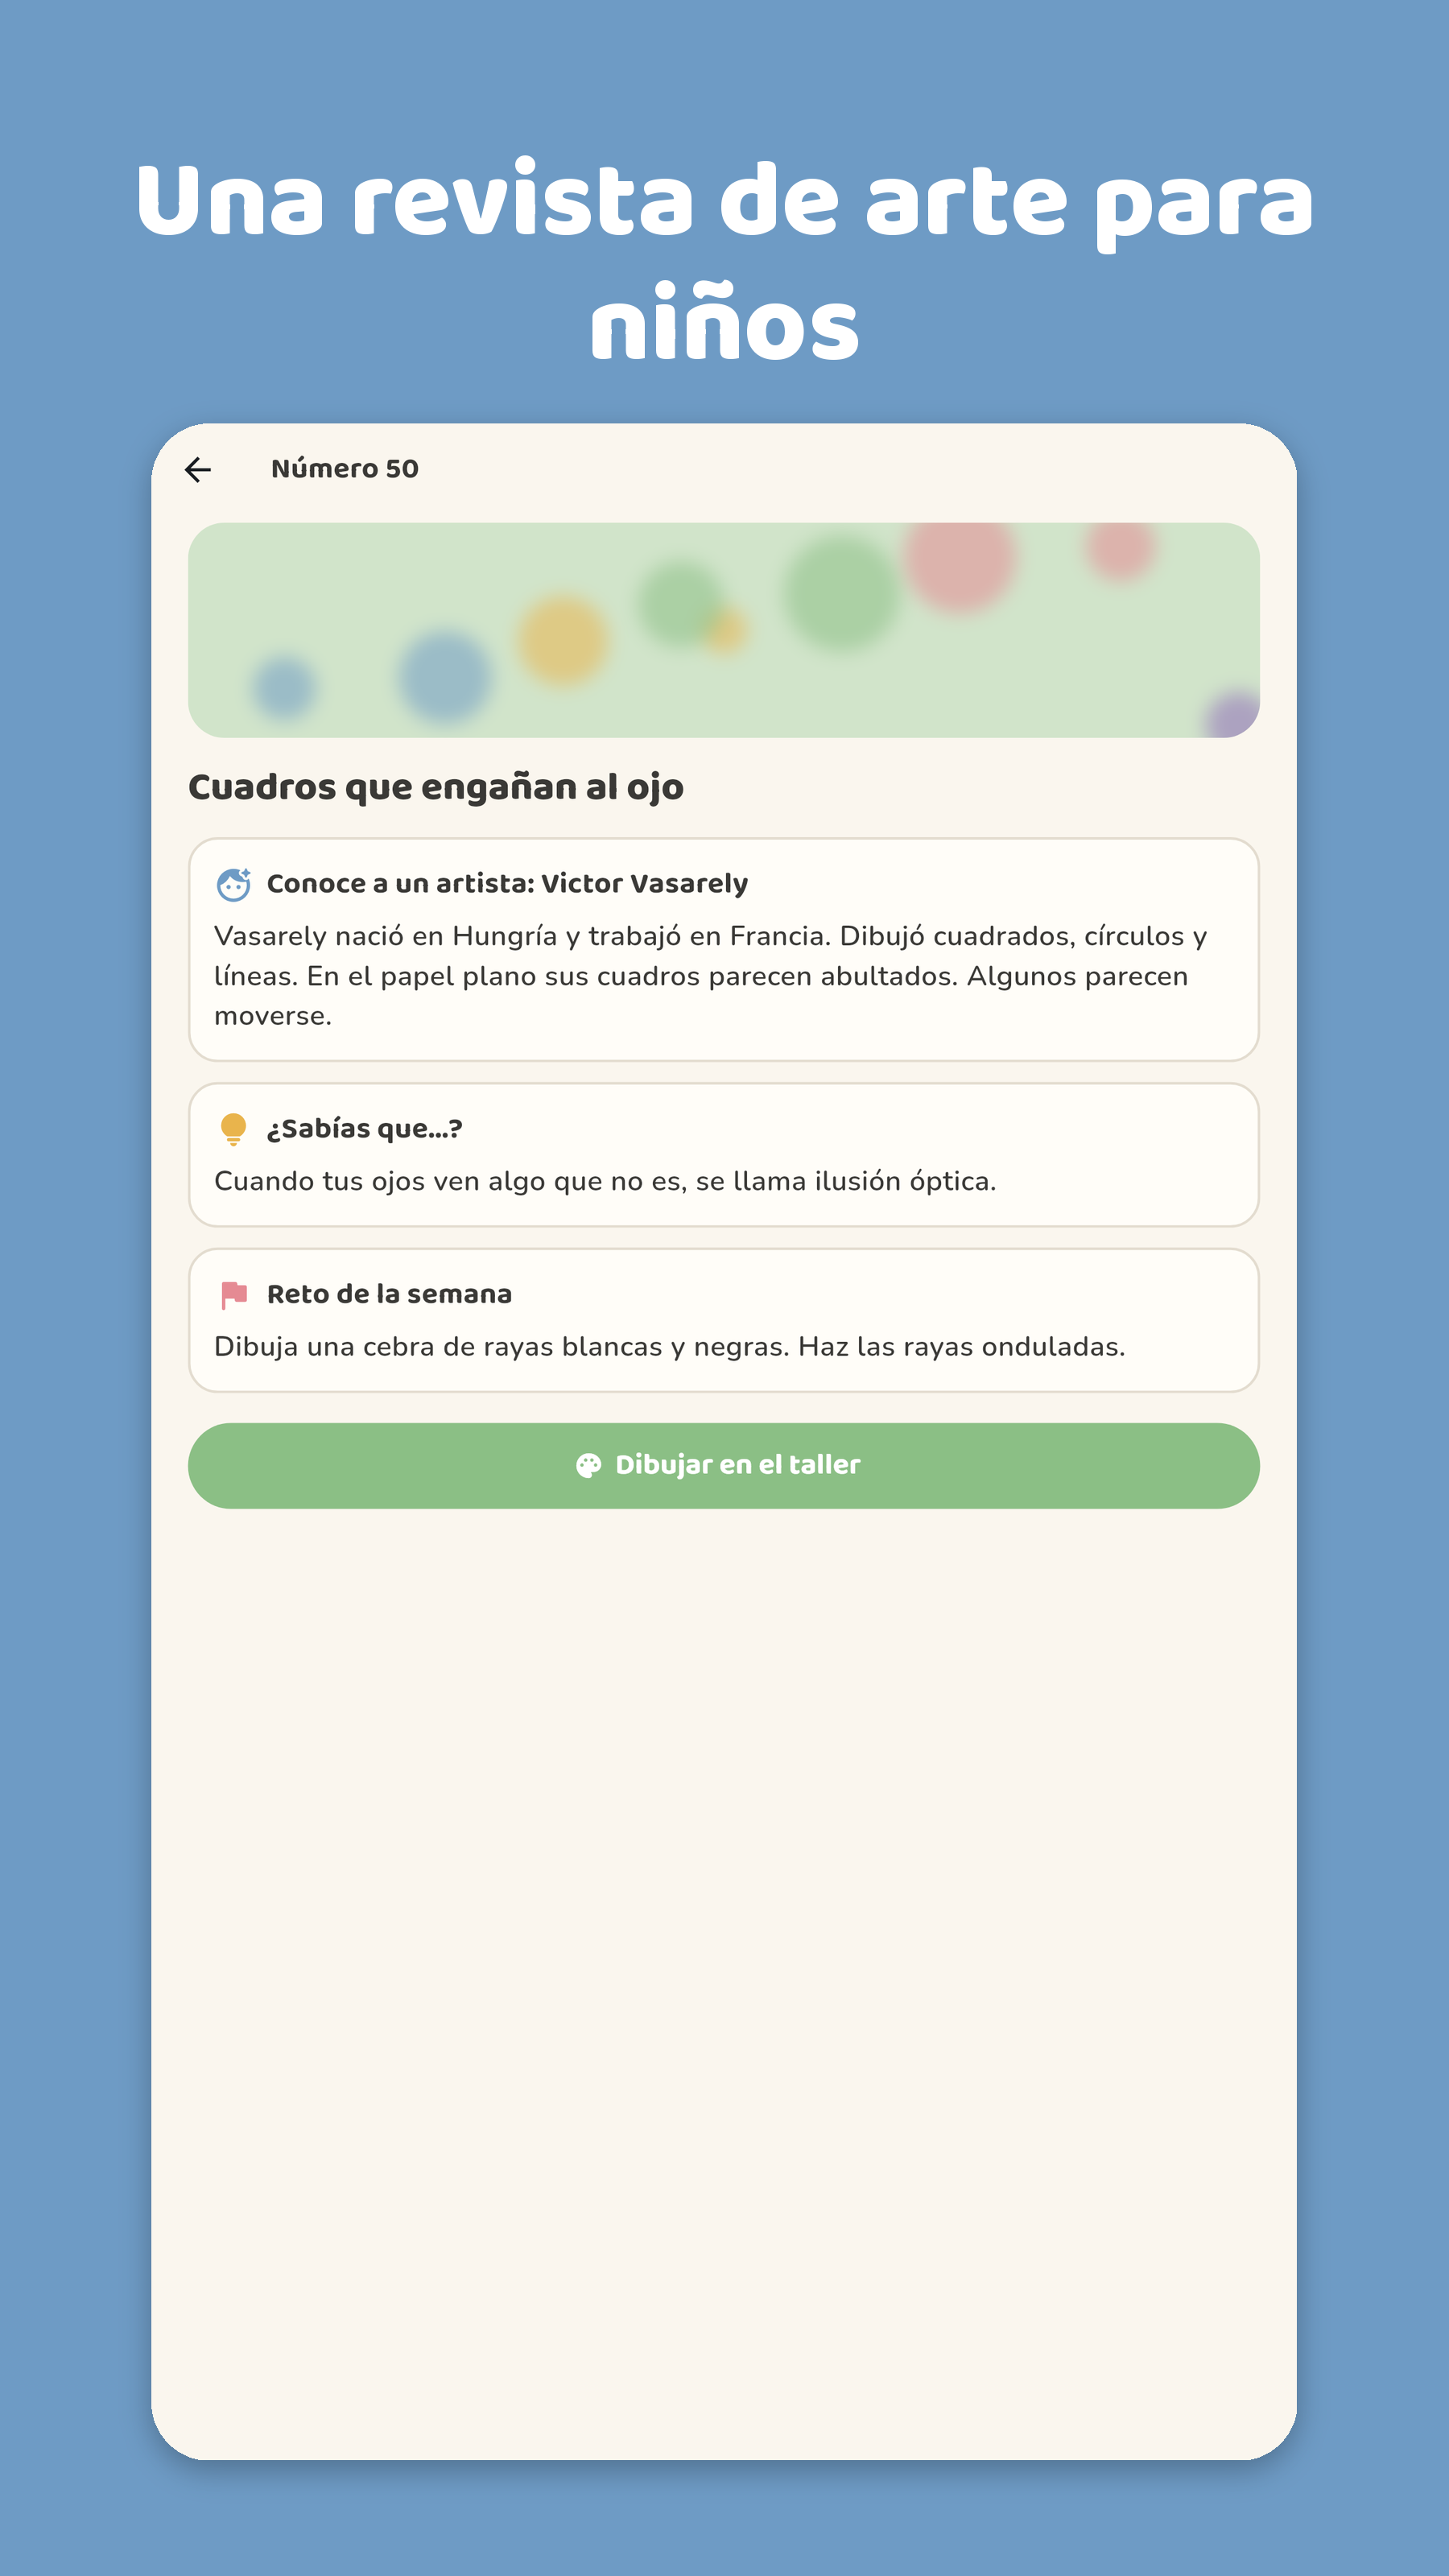 Una revista de arte para
niños
Número 50
Cuadros que engañan al ojo
Conoce a un artista: Victor Vasarely
Vasarely nació en Hungría y trabajó en Francia. Dibujó cuadrados, círculos y
líneas. En el papel plano sus cuadros parecen abultados. Algunos parecen
moverse.
¿Sabías que...?
Cuando tus ojos ven algo que no es, se llama ilusión óptica.
Reto de la semana
Dibuja una cebra de rayas blancas y negras. Haz las rayas onduladas.
Dibujar en el taller